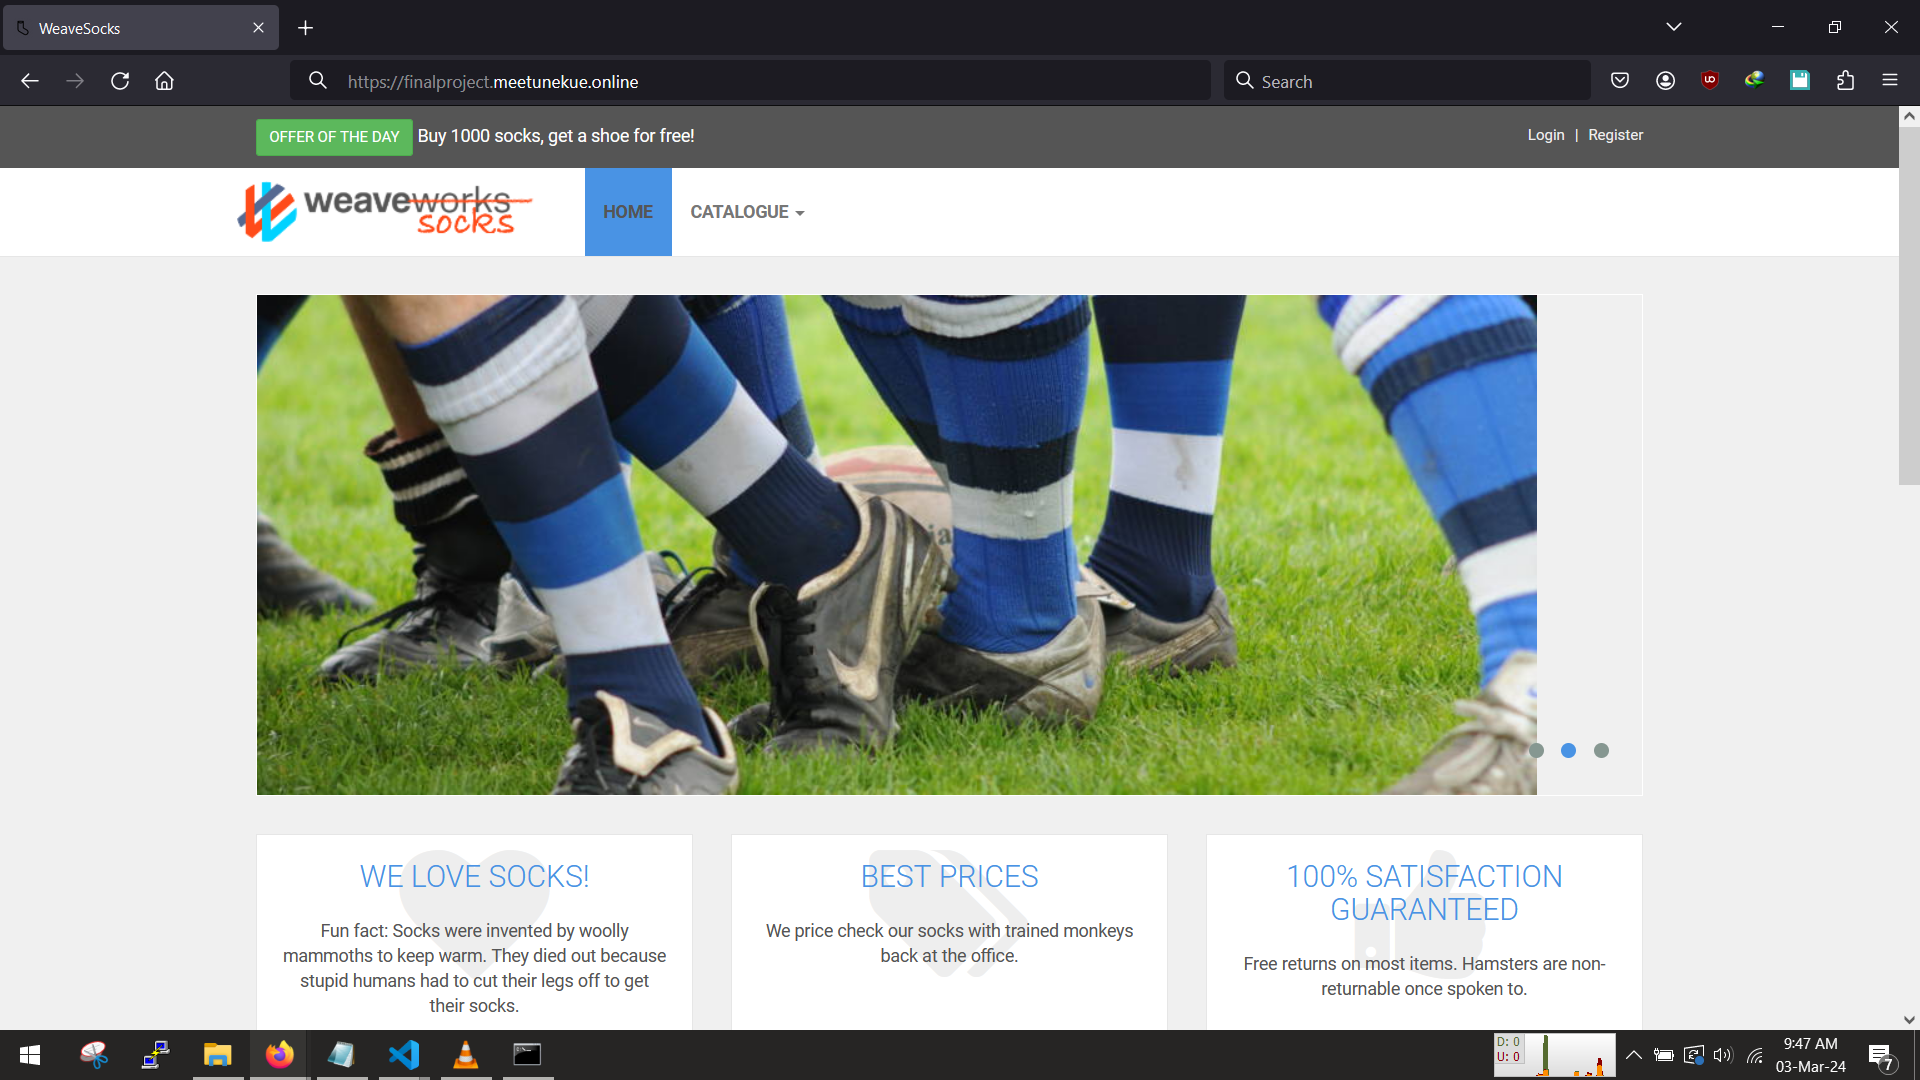 WeaveSocks
https://finalproject.meetunekue.online
Search
OFFER OF THE DAY Buy 1000 socks, get a shoe for free!
Login | Register
weaveworks
socks
HOME
CATALOGUE
WE LOVE SOCKS!
Fun fact: Socks were invented by woolly
mammoths to keep warm. They died out because
stupid humans had to cut their legs off to get
their socks.
BEST PRICES
We price check our socks with trained monkeys
back at the office.
100% SATISFACTION
GUARANTEED
Free returns on most items. Hamsters are non-
returnable once spoken to.
D: 0
U: 0
9:47 AM
03-Mar-24
7